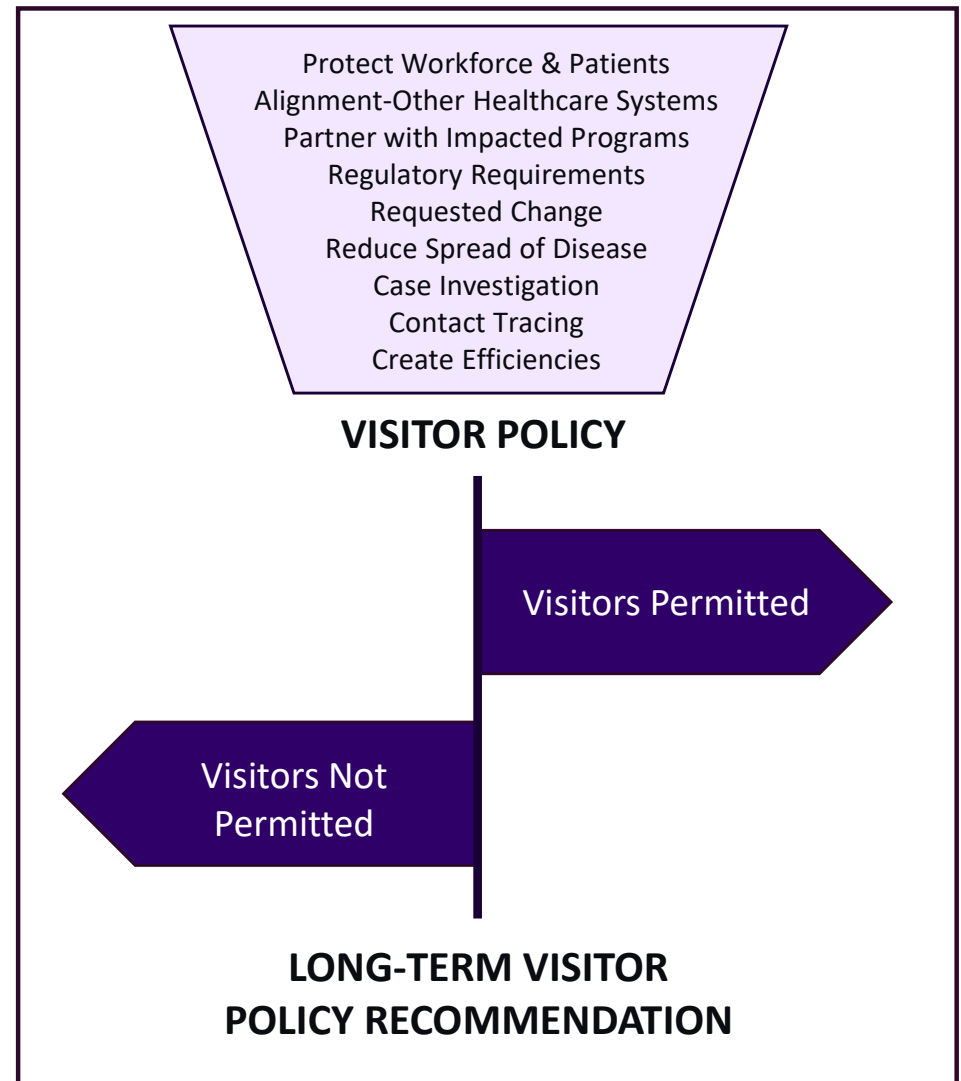 Protect Workforce & Patients
Alignment-Other Healthcare Systems
Partner with Impacted Programs
Regulatory Requirements
Requested Change
Reduce Spread of Disease
Case Investigation
Contact Tracing
Create Efficiencies
VISITOR POLICY
Visitors Permitted
Visitors Not
Permitted
LONG-TERM VISITOR
POLICY RECOMMENDATION